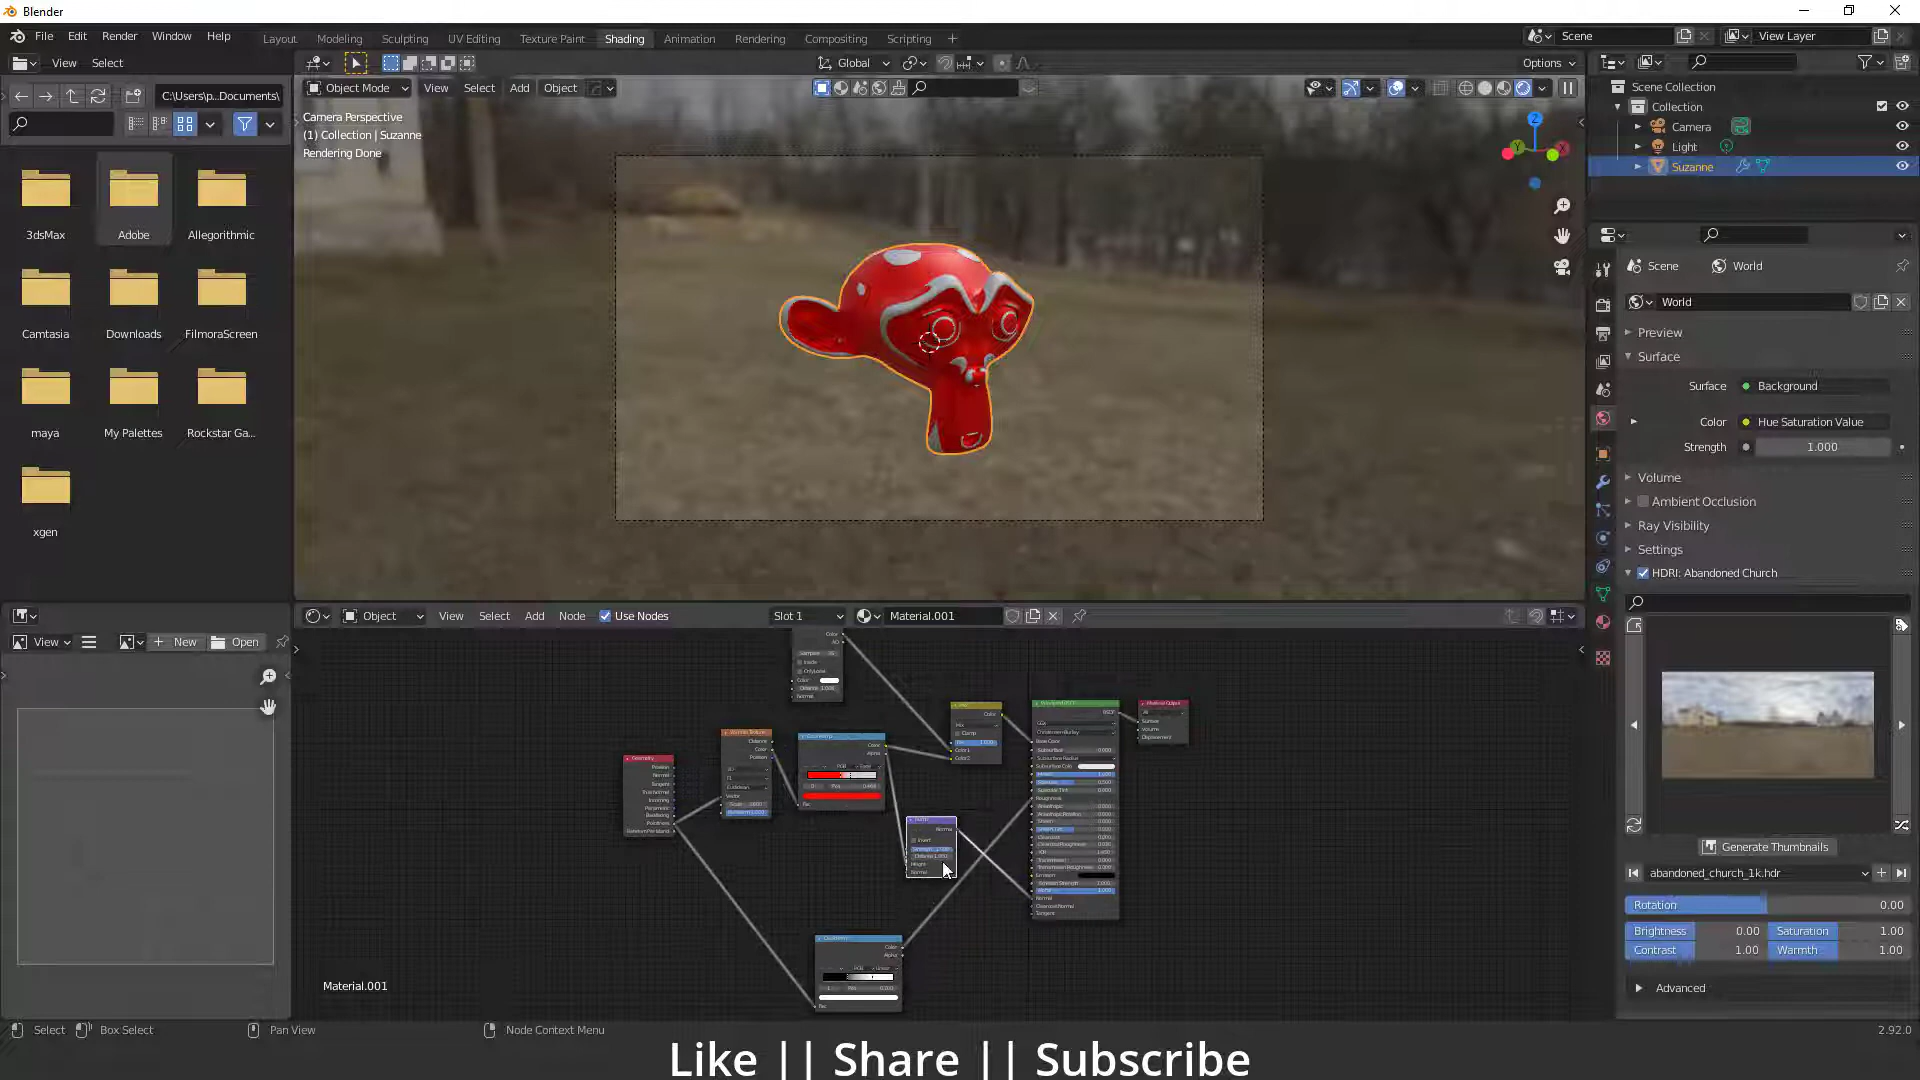 Blender
File Edit Render Window Help
Layout Modeling Sculpting UV Editing Texture Paint Shading Animation Rendering Compositing Scripting
Scene
View Layer
View Select
Global
Options
C:\Users\p...Documents\
Object Mode View Select Add Object
Camera Perspective
(1) Collection | Suzanne
Rendering Done
Z
Y
X
3dsMax Adobe Allegorithmic
Camtasia Downloads FilmoraScreen
maya My Palettes Rockstar Ga...
xgen
Scene Collection
Collection
Camera
Light
Suzanne
Scene World
World
Preview
Surface
Surface Background
Color Hue Saturation Value
Strength 1.000
Volume
Ambient Occlusion
Ray Visibility
Settings
HDRI: Abandoned Church
Generate Thumbnails
abandoned_church_1k.hdr
Rotation 0.00
Brightness 0.00 Saturation 1.00
Contrast 1.00 Warmth 1.00
Advanced
View New Open
Object View Select Add Node Use Nodes Slot 1 Material.001
Material.001
Select Box Select Pan View Node Context Menu 2.92.0
Like || Share || Subscribe